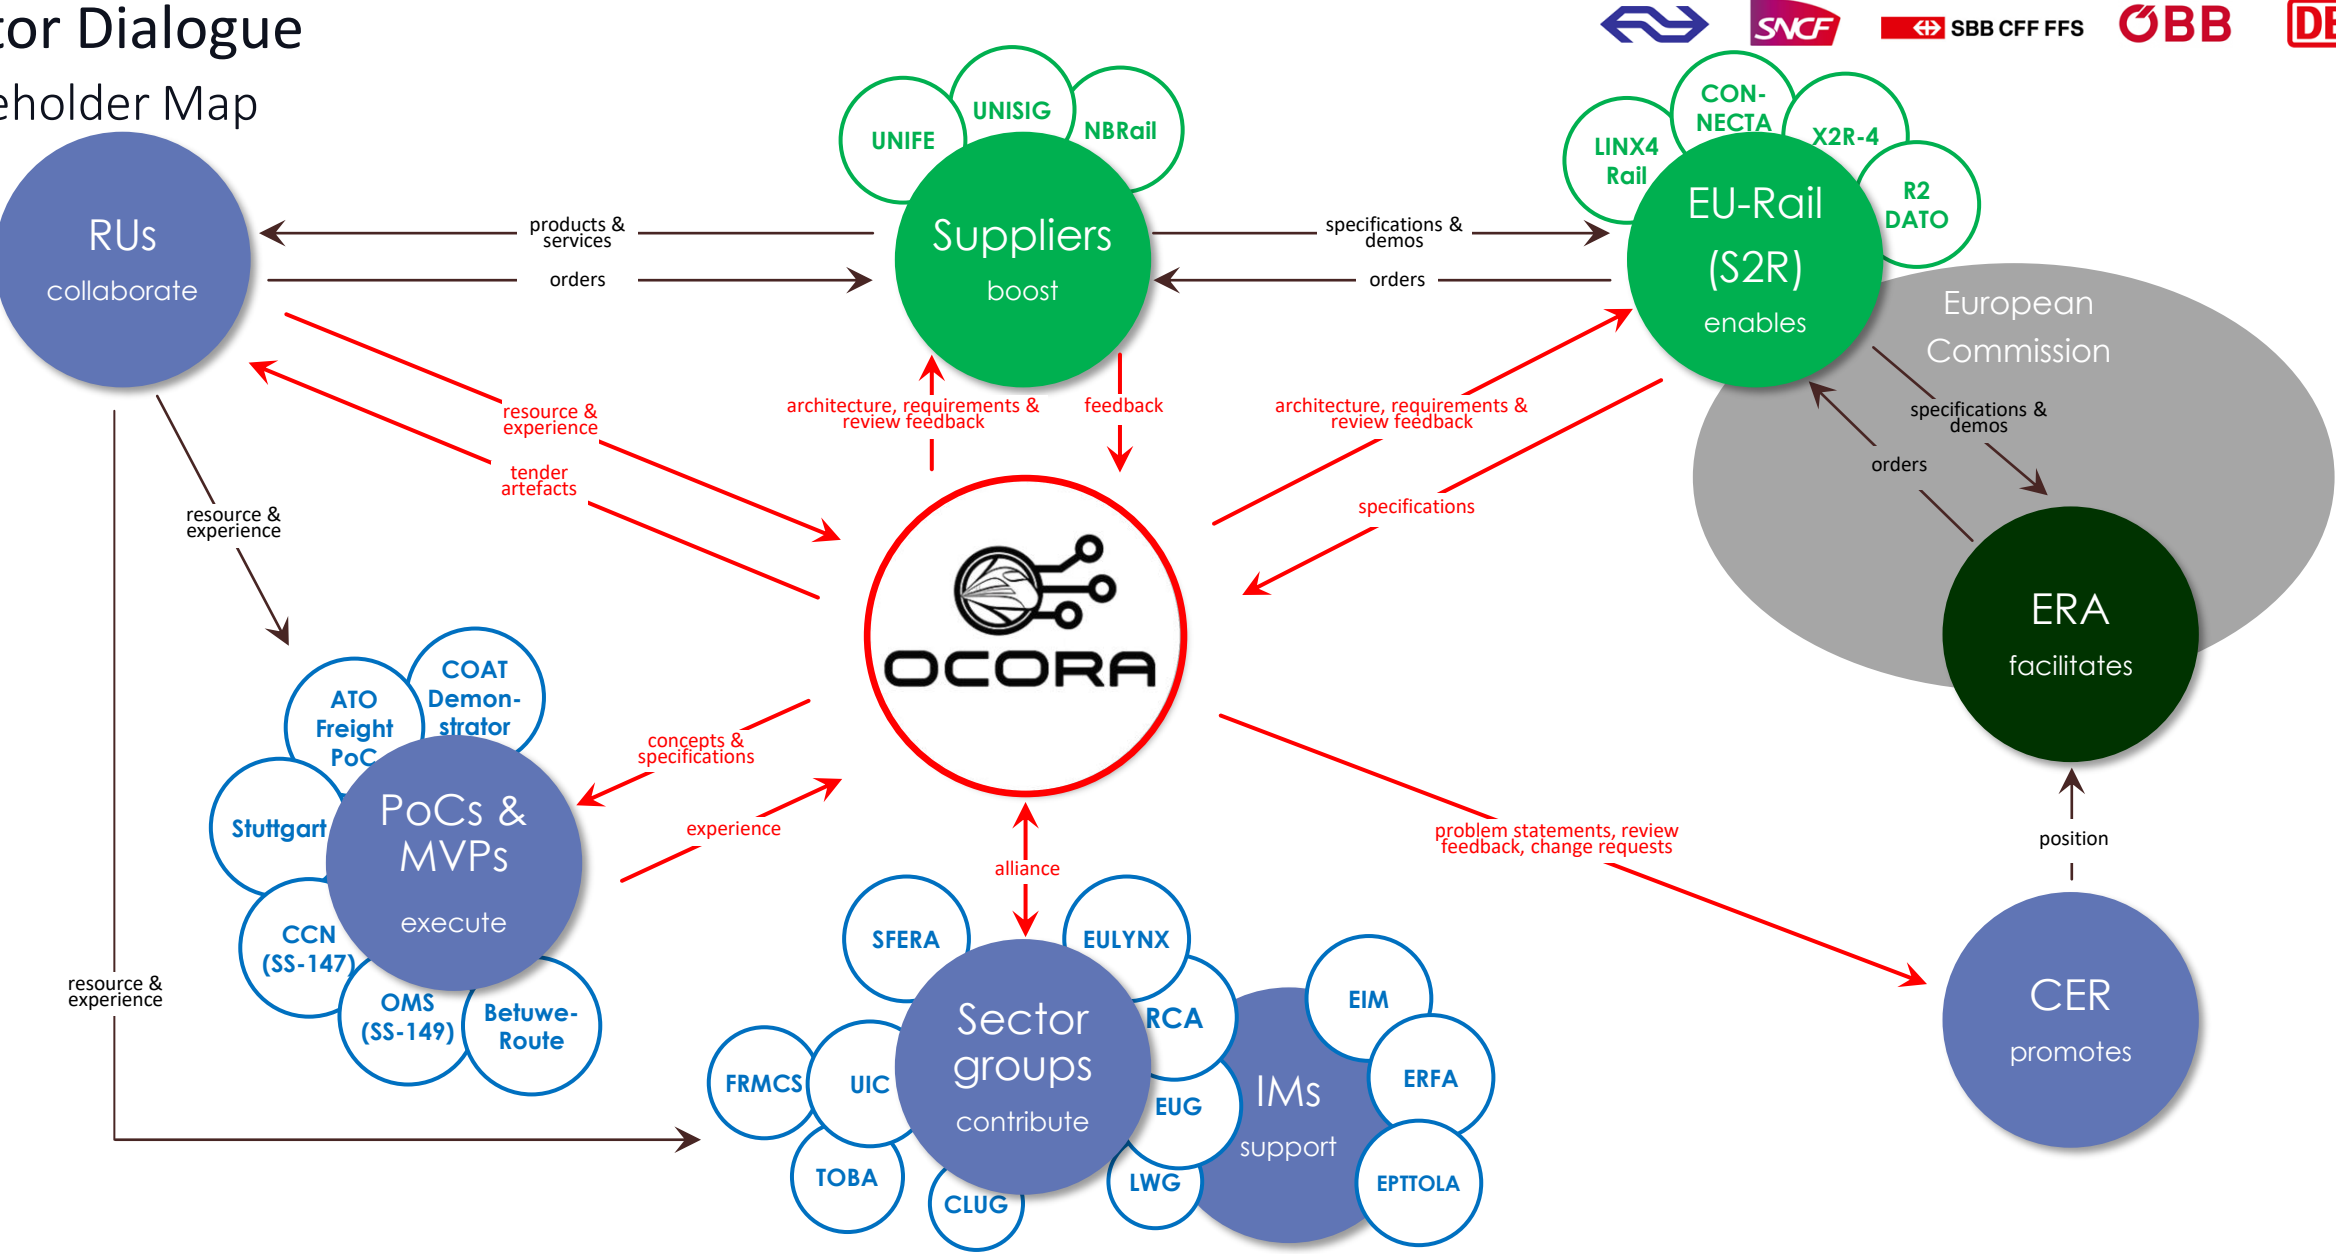 tor Dialogue
eholder Map
SNCF
SBB CFF FFS
ÖBB
DB
UNIFE
UNISIG
NBRail
LINX4
Rail
CON-
NECTA
X2R-4
R2
DATO
RUs
collaborate
products &
services
orders
Suppliers
boost
specifications &
demos
orders
EU-Rail
(S2R)
enables
European
Commission
resource &
experience
tender
artefacts
architecture, requirements &
review feedback
feedback
architecture, requirements &
review feedback
specifications
specifications &
demos
orders
resource &
experience
OCORA
ERA
facilitates
COAT
Demon-
strator
ATO
Freight
PoC
Stuttgart
PoCs &
MVPs
execute
CCN
(SS-147)
OMS
(SS-149)
Betuwe-
Route
concepts &
specifications
experience
alliance
problem statements, review
feedback, change requests
position
resource &
experience
SFERA
EULYNX
RCA
EIM
Sector
groups
contribute
FRMCS
UIC
EUG
IMs
support
ERFA
TOBA
CLUG
LWG
EPTTOLA
CER
promotes